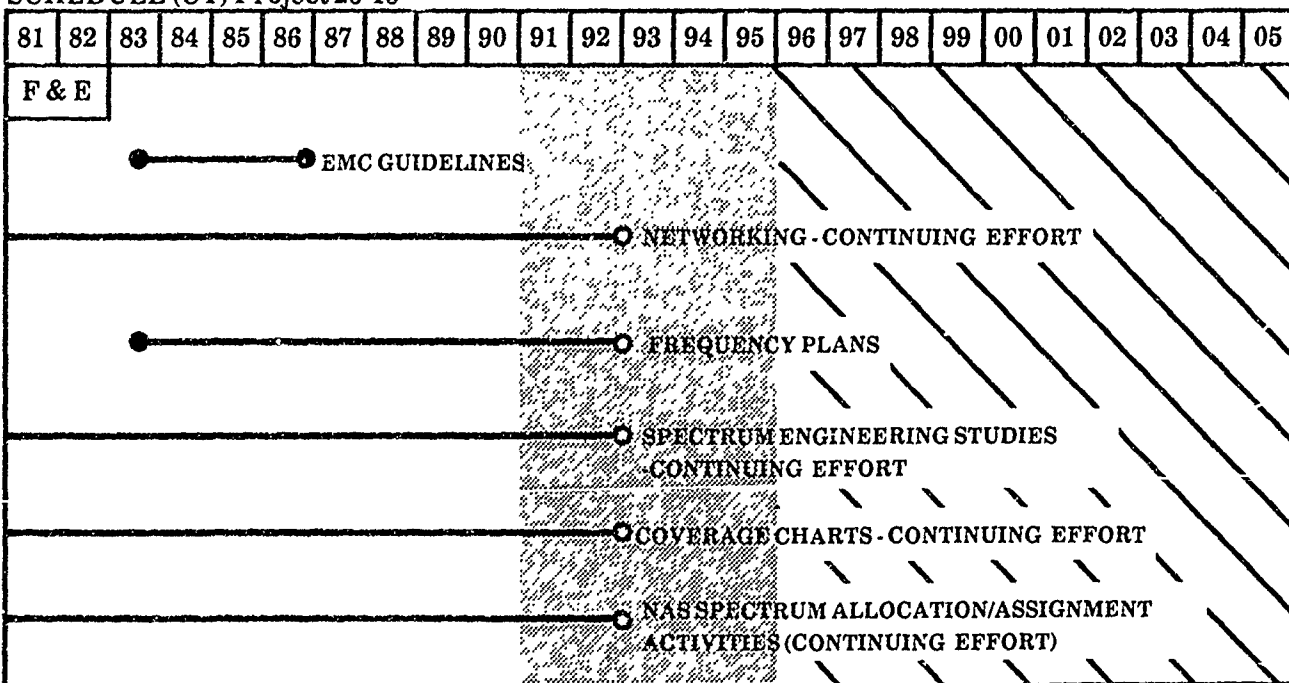 SCHEDULE (CY) Project 26-
81 82 83 84 85 86 87 88 89 90 91 92 93 94 95 96 97 98 99 00 01 02 03 04 05
F & E
EMC GUIDELINES
NETWORKING - CONTINUING EFFORT
FREQUENCY PLANS
SPECTRUM ENGINEERING STUDIES
-CONTINUING EFFORT
COVERAGE CHARTS - CONTINUING EFFORT
NAS SPECTRUM ALLOCATION/ASSIGNMENT
ACTIVITIES (CONTINUING EFFORT)